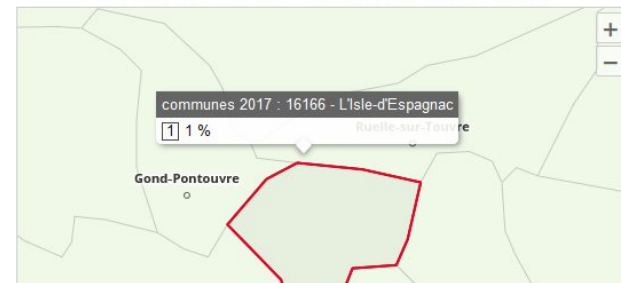 +
−
communes 2017 : 16166 - L'Isle-d'Espagnac
1 1 %
Ruelle-sur-Touvre
Gond-Pontouvre